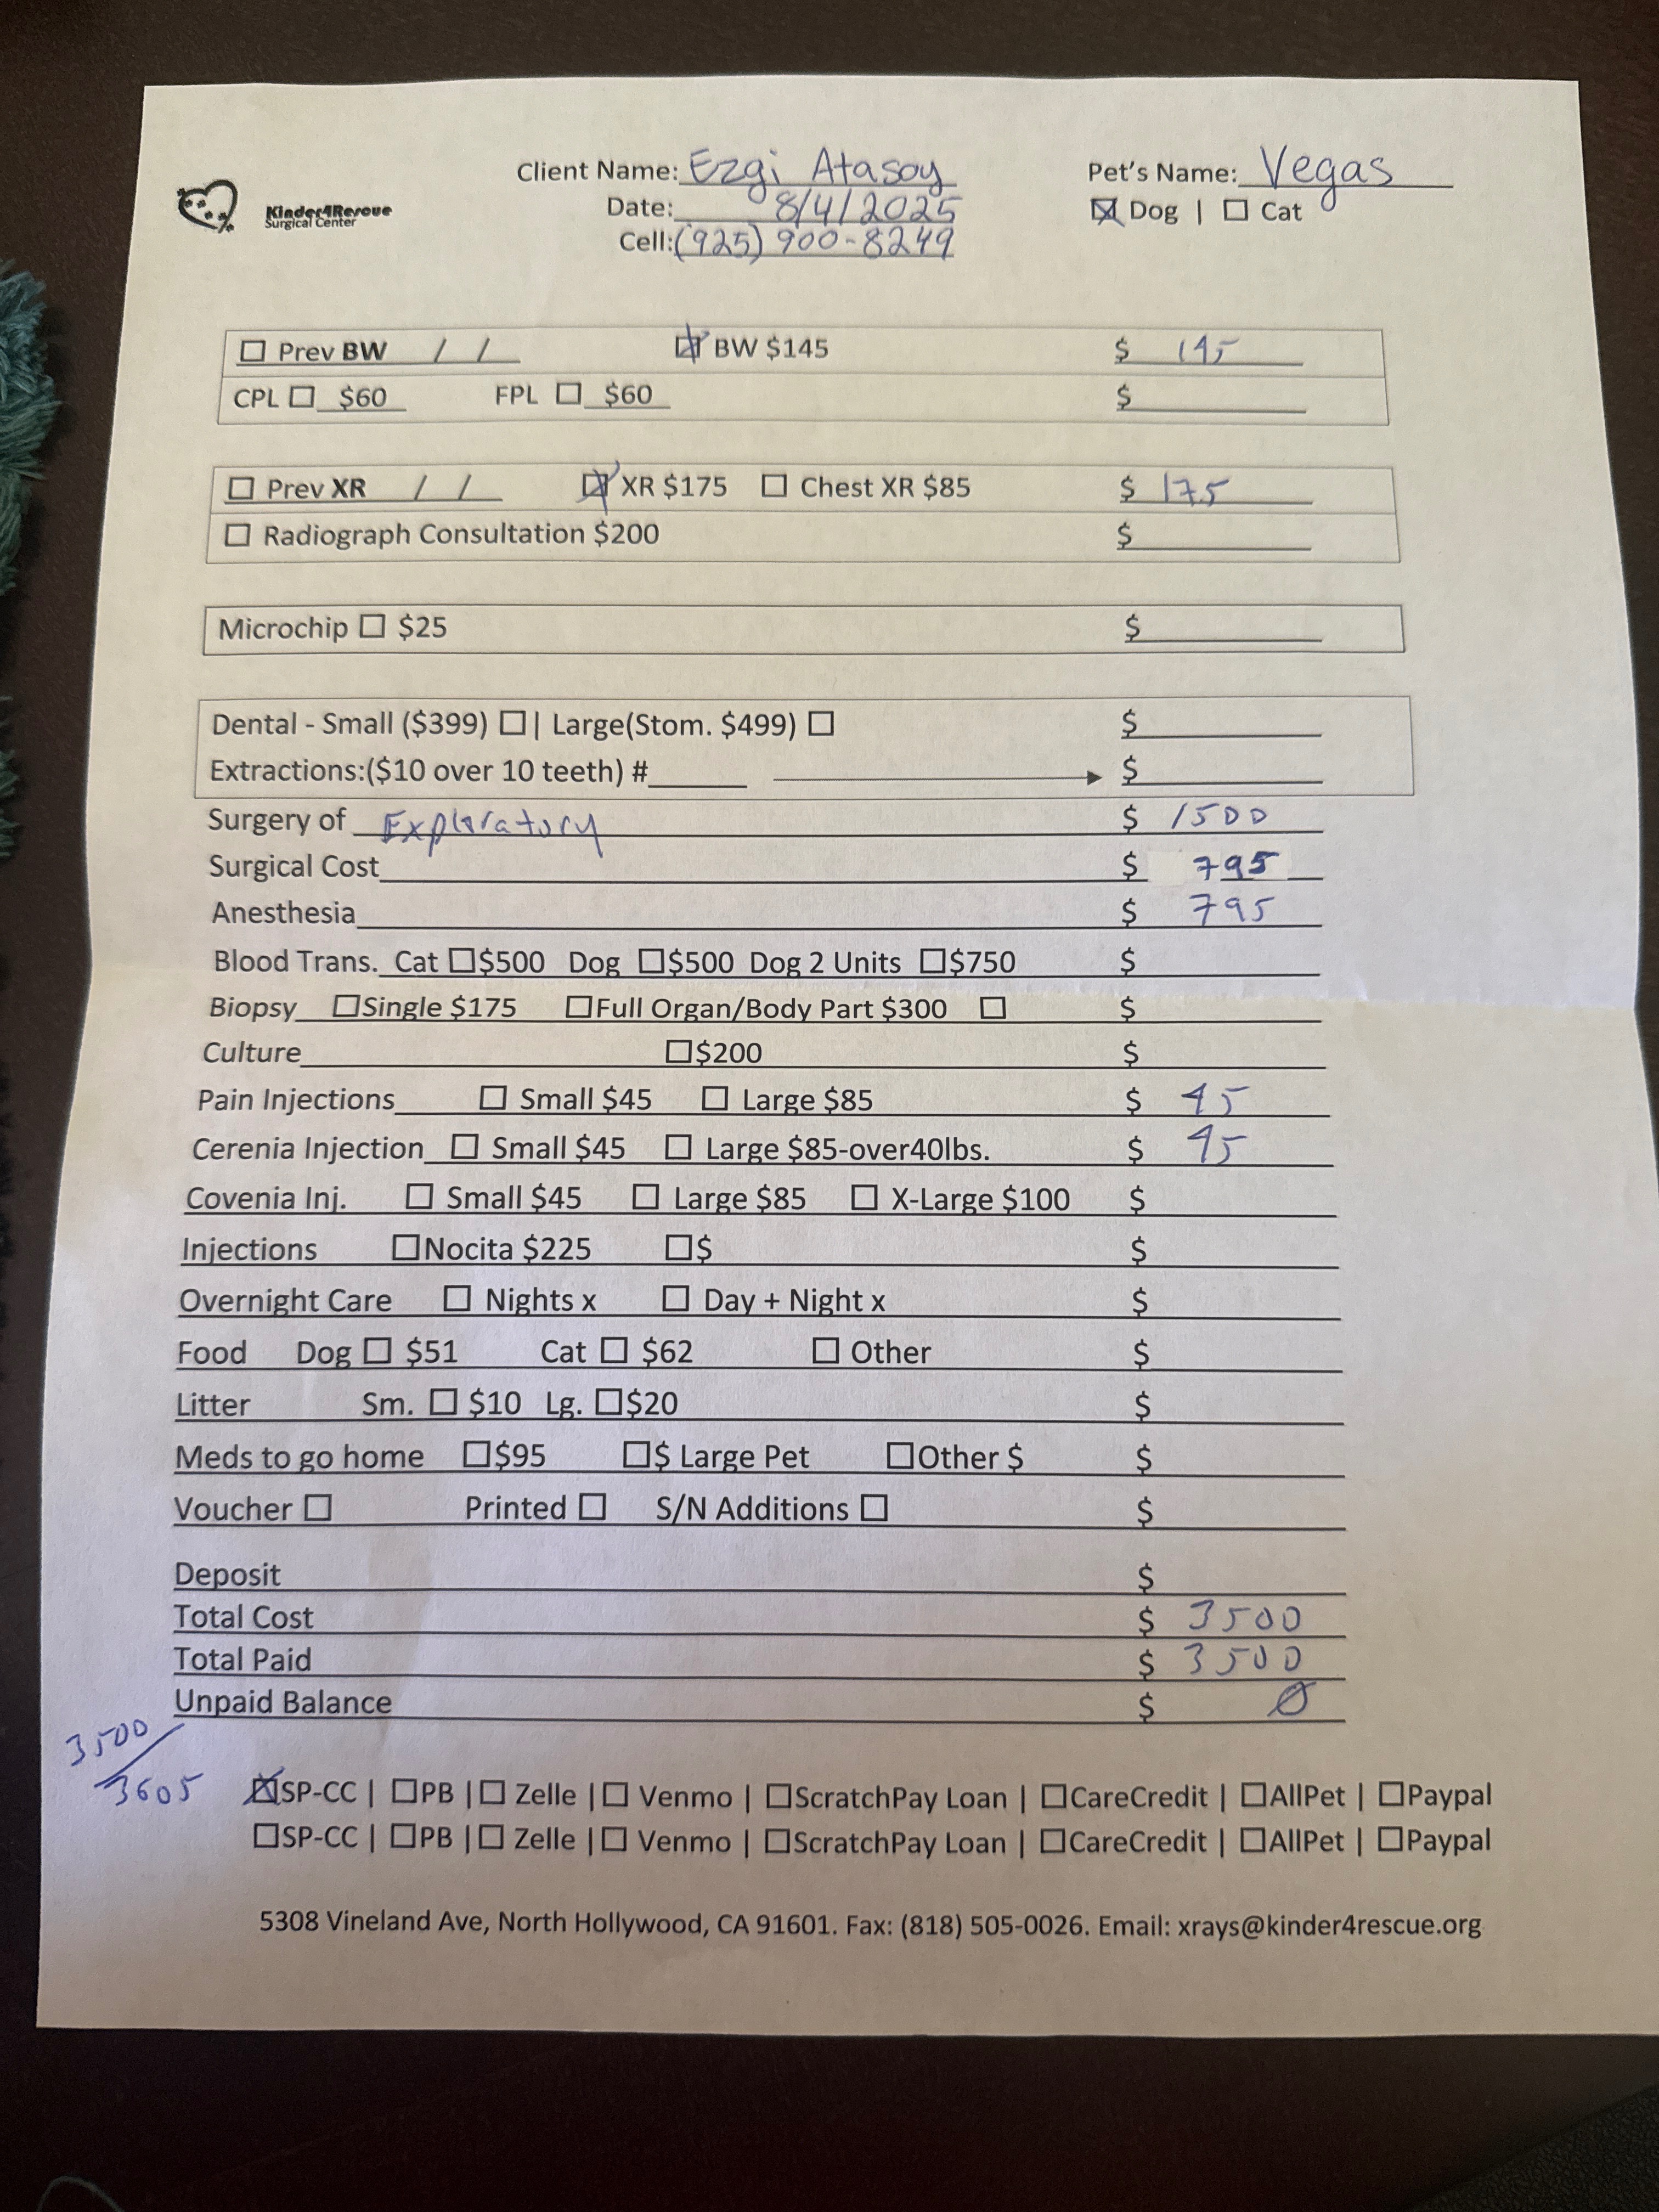 Kinder4Rescue
Surgical Center
Client Name: Ezgi Atasoy
Date: 8/4/2025
Cell: (925) 900-8249
Pet's Name: Vegas
☒ Dog | ☐ Cat
☐ Prev BW / / ☒ BW $145 $ 145
CPL ☐ $60 FPL ☐ $60 $
☐ Prev XR / / ☒ XR $175 ☐ Chest XR $85 $ 175
☐ Radiograph Consultation $200 $
Microchip ☐ $25 $
Dental - Small ($399) ☐ | Large(Stom. $499) ☐ $
Extractions:($10 over 10 teeth) # $
Surgery of Exploratory $ 1500
Surgical Cost $ 795
Anesthesia $ 795
Blood Trans. Cat ☐$500 Dog ☐$500 Dog 2 Units ☐$750 $
Biopsy ☐Single $175 ☐Full Organ/Body Part $300 ☐ $
Culture ☐$200 $
Pain Injections ☐ Small $45 ☐ Large $85 $ 45
Cerenia Injection ☐ Small $45 ☐ Large $85-over40lbs. $ 45
Covenia Inj. ☐ Small $45 ☐ Large $85 ☐ X-Large $100 $
Injections ☐Nocita $225 ☐$ $
Overnight Care ☐ Nights x ☐ Day + Night x $
Food Dog ☐ $51 Cat ☐ $62 ☐ Other $
Litter Sm. ☐ $10 Lg. ☐$20 $
Meds to go home ☐$95 ☐$ Large Pet ☐Other $ $
Voucher ☐ Printed ☐ S/N Additions ☐ $
Deposit $
Total Cost $ 3500
Total Paid $ 3500
Unpaid Balance $ 0
3500
3605
☒SP-CC | ☐PB | ☐ Zelle | ☐ Venmo | ☐ScratchPay Loan | ☐CareCredit | ☐AllPet | ☐Paypal
☐SP-CC | ☐PB | ☐ Zelle | ☐ Venmo | ☐ScratchPay Loan | ☐CareCredit | ☐AllPet | ☐Paypal
5308 Vineland Ave, North Hollywood, CA 91601. Fax: (818) 505-0026. Email: xrays@kinder4rescue.org